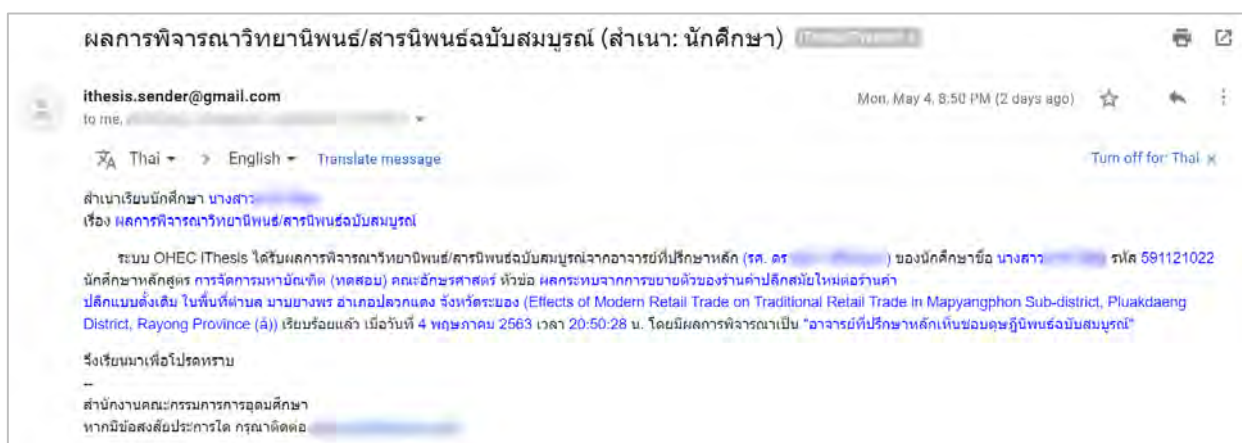 ผลการพิจารณาวิทยานิพนธ์/สารนิพนธ์ฉบับสมบูรณ์ (สำเนา: นักศึกษา)
ithesis.sender@gmail.com
Mon, May 4, 8:50 PM (2 days ago)
to me,
Thai > English Translate message
Turn off for: Thai x
สำเนาเรียนนักศึกษา นางสาว
เรื่อง ผลการพิจารณาวิทยานิพนธ์/สารนิพนธ์ฉบับสมบูรณ์
ระบบ OHEC iThesis ได้รับผลการพิจารณาวิทยานิพนธ์/สารนิพนธ์ฉบับสมบูรณ์จากอาจารย์ที่ปรึกษาหลัก (รศ. ดร ) ของนักศึกษาชื่อ นางสาว รหัส 591121022
นักศึกษาหลักสูตร การจัดการมหาบัณฑิต (ทดสอบ) คณะอักษรศาสตร์ หัวข้อ ผลกระทบจากการขยายตัวของร้านค้าปลีกสมัยใหม่ต่อร้านค้า
ปลีกแบบดั้งเดิม ในพื้นที่ตำบล มาบยางพร อำเภอปลวกแดง จังหวัดระยอง (Effects of Modern Retail Trade on Traditional Retail Trade in Mapyangphon Sub-district, Pluakdaeng
District, Rayong Province (â)) เรียบร้อยแล้ว เมื่อวันที่ 4 พฤษภาคม 2563 เวลา 20:50:28 น. โดยมีผลการพิจารณาเป็น "อาจารย์ที่ปรึกษาหลักเห็นชอบดุษฎีนิพนธ์ฉบับสมบูรณ์"
จึงเรียนมาเพื่อโปรดทราบ
--
สำนักงานคณะกรรมการการอุดมศึกษา
หากมีข้อสงสัยประการใด กรุณาติดต่อ